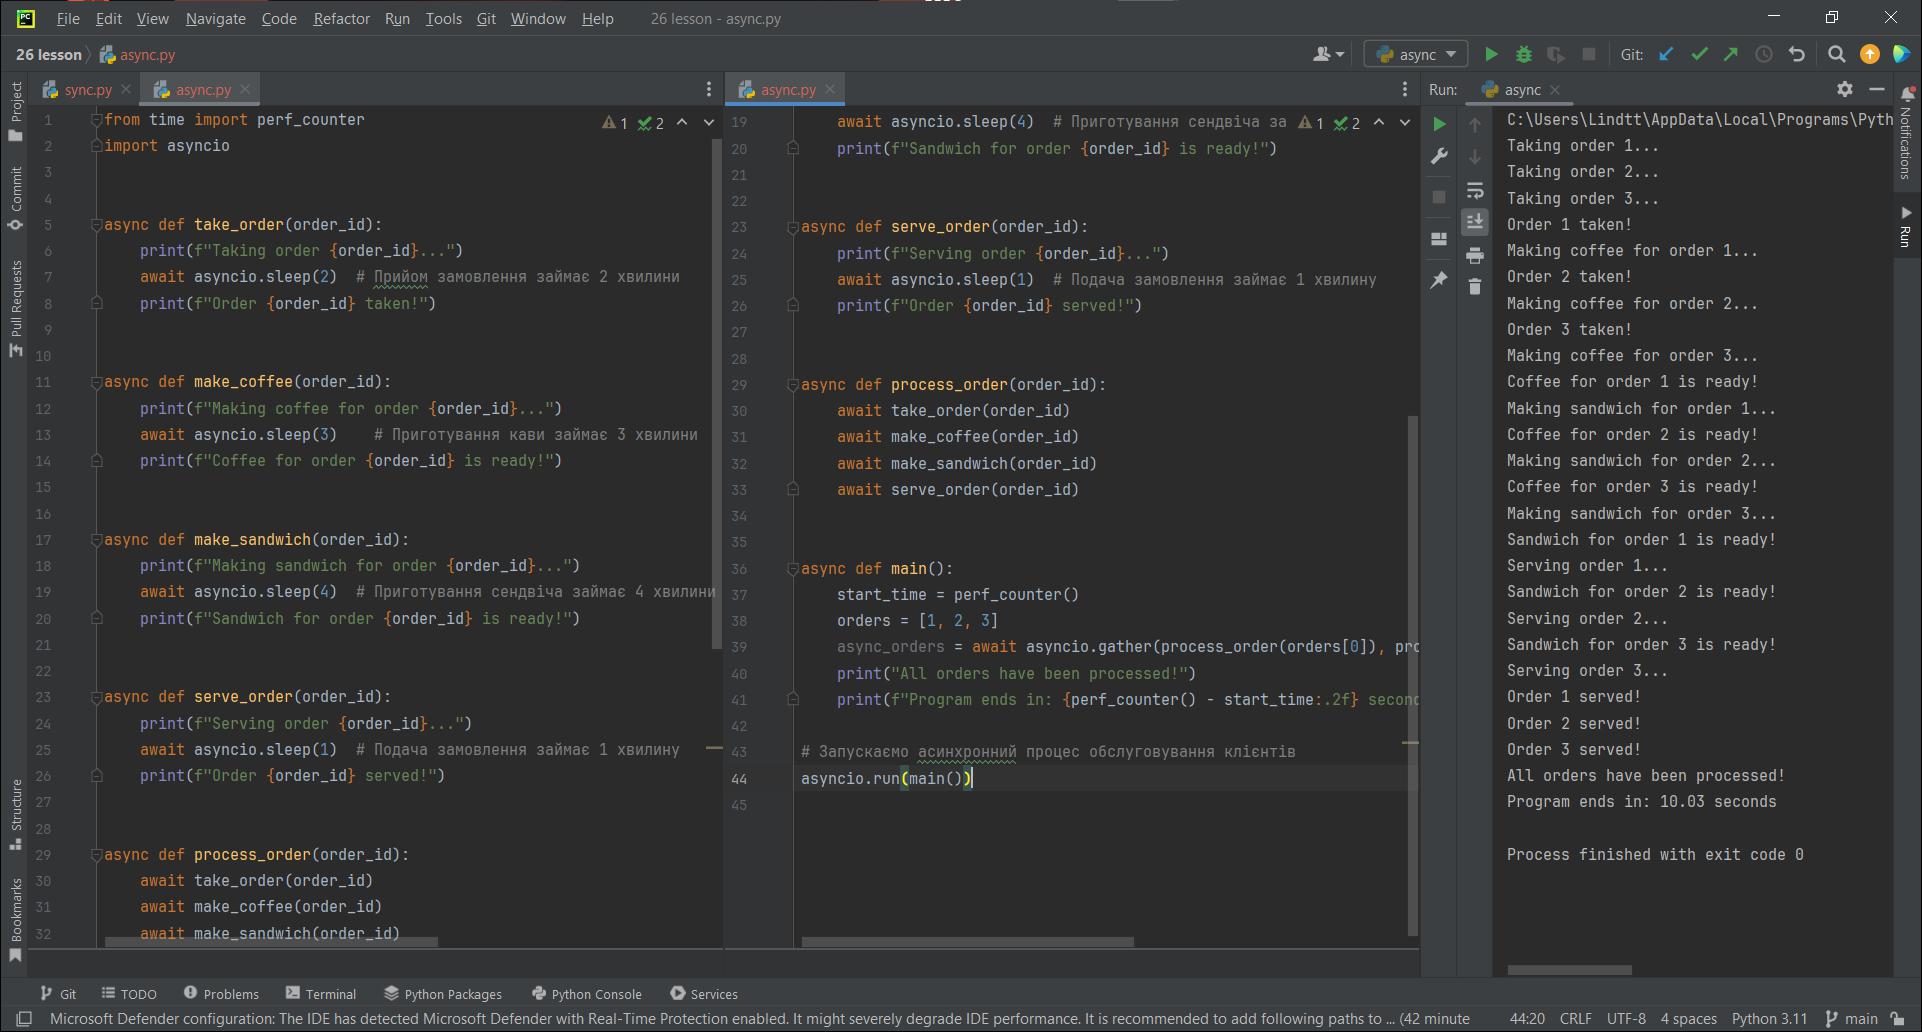 File Edit View Navigate Code Refactor Run Tools Git Window Help 26 lesson - async.py
26 lesson async.py
async
Git:
Project
Commit
Pull Requests
Structure
Bookmarks
sync.py async.py
1 from time import perf_counter
1 2
2 import asyncio
3
4
5 async def take_order(order_id):
6 print(f"Taking order {order_id}...")
7 await asyncio.sleep(2) # Прийом замовлення займає 2 хвилини
8 print(f"Order {order_id} taken!")
9
10
11 async def make_coffee(order_id):
12 print(f"Making coffee for order {order_id}...")
13 await asyncio.sleep(3) # Приготування кави займає 3 хвилини
14 print(f"Coffee for order {order_id} is ready!")
15
16
17 async def make_sandwich(order_id):
18 print(f"Making sandwich for order {order_id}...")
19 await asyncio.sleep(4) # Приготування сендвіча займає 4 хвилини
20 print(f"Sandwich for order {order_id} is ready!")
21
22
23 async def serve_order(order_id):
24 print(f"Serving order {order_id}...")
25 await asyncio.sleep(1) # Подача замовлення займає 1 хвилину
26 print(f"Order {order_id} served!")
27
28
29 async def process_order(order_id):
30 await take_order(order_id)
31 await make_coffee(order_id)
32 await make_sandwich(order_id)
async.py
19 await asyncio.sleep(4) # Приготування сендвіча за
1 2
20 print(f"Sandwich for order {order_id} is ready!")
21
22
23 async def serve_order(order_id):
24 print(f"Serving order {order_id}...")
25 await asyncio.sleep(1) # Подача замовлення займає 1 хвилину
26 print(f"Order {order_id} served!")
27
28
29 async def process_order(order_id):
30 await take_order(order_id)
31 await make_coffee(order_id)
32 await make_sandwich(order_id)
33 await serve_order(order_id)
34
35
36 async def main():
37 start_time = perf_counter()
38 orders = [1, 2, 3]
39 async_orders = await asyncio.gather(process_order(orders[0]), pro
40 print("All orders have been processed!")
41 print(f"Program ends in: {perf_counter() - start_time:.2f} second
42
43 # Запускаємо асинхронний процес обслуговування клієнтів
44 asyncio.run(main())
45
Run: async
C:\Users\Lindtt\AppData\Local\Programs\Pyth
Taking order 1...
Taking order 2...
Taking order 3...
Order 1 taken!
Making coffee for order 1...
Order 2 taken!
Making coffee for order 2...
Order 3 taken!
Making coffee for order 3...
Coffee for order 1 is ready!
Making sandwich for order 1...
Coffee for order 2 is ready!
Making sandwich for order 2...
Coffee for order 3 is ready!
Making sandwich for order 3...
Sandwich for order 1 is ready!
Serving order 1...
Sandwich for order 2 is ready!
Serving order 2...
Sandwich for order 3 is ready!
Serving order 3...
Order 1 served!
Order 2 served!
Order 3 served!
All orders have been processed!
Program ends in: 10.03 seconds
Process finished with exit code 0
Notifications
Run
Git TODO Problems Terminal Python Packages Python Console Services
Microsoft Defender configuration: The IDE has detected Microsoft Defender with Real-Time Protection enabled. It might severely degrade IDE performance. It is recommended to add following paths to ... (42 minute 44:20 CRLF UTF-8 4 spaces Python 3.11 main